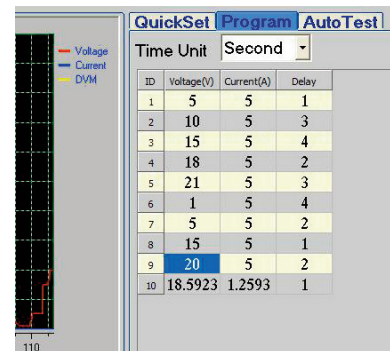 Voltage
Current
DVM
110
QuickSet Program AutoTest
Time Unit Second
ID Voltage(V) Current(A) Delay
1 5 5 1
2 10 5 3
3 15 5 4
4 18 5 2
5 21 5 3
6 1 5 4
7 5 5 2
8 15 5 1
9 20 5 2
10 18.5923 1.2593 1